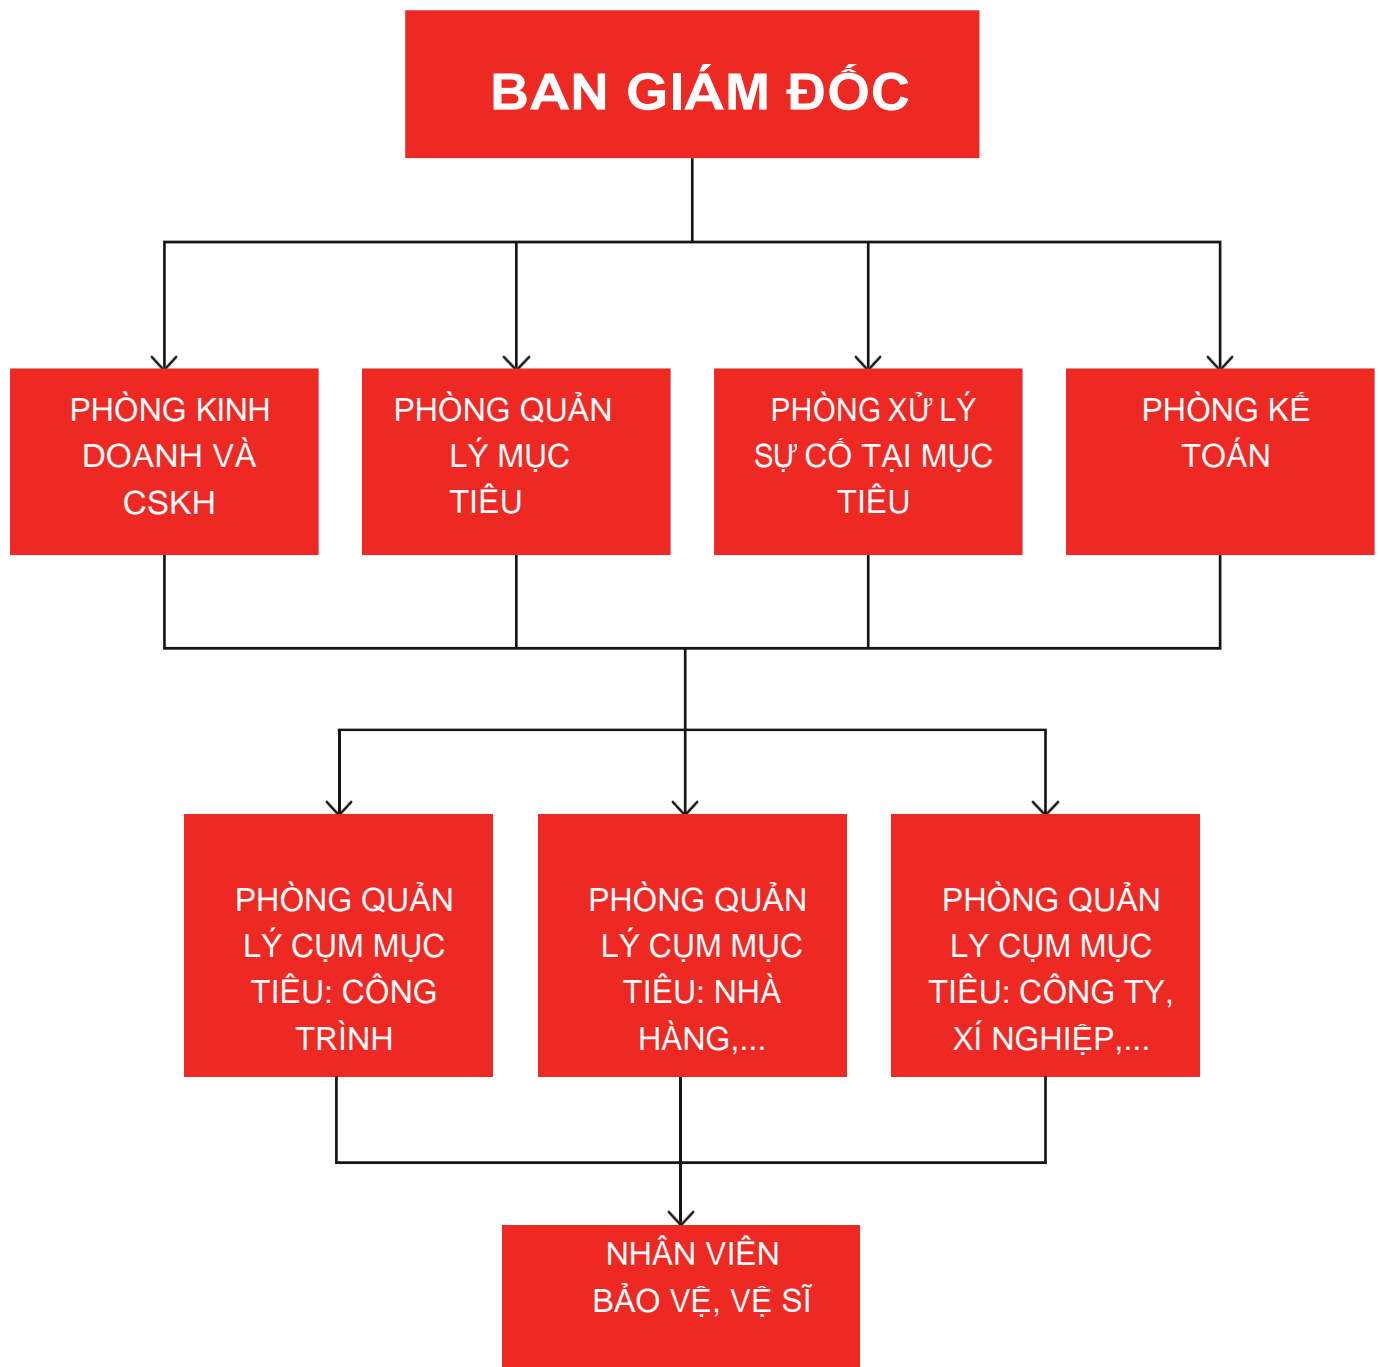 BAN GIÁM ĐỐC
PHÒNG KINH
DOANH VÀ
CSKH
PHÒNG QUẢN
LÝ MỤC
TIÊU
PHÒNG XỬ LÝ
SỰ CỐ TẠI MỤC
TIÊU
PHÒNG KẾ
TOÁN
PHÒNG QUẢN
LÝ CỤM MỤC
TIÊU: CÔNG
TRÌNH
PHÒNG QUẢN
LÝ CỤM MỤC
TIÊU: NHÀ
HÀNG,...
PHÒNG QUẢN
LY CỤM MỤC
TIÊU: CÔNG TY,
XÍ NGHIỆP,...
NHÂN VIÊN
BẢO VỆ, VỆ SĨ